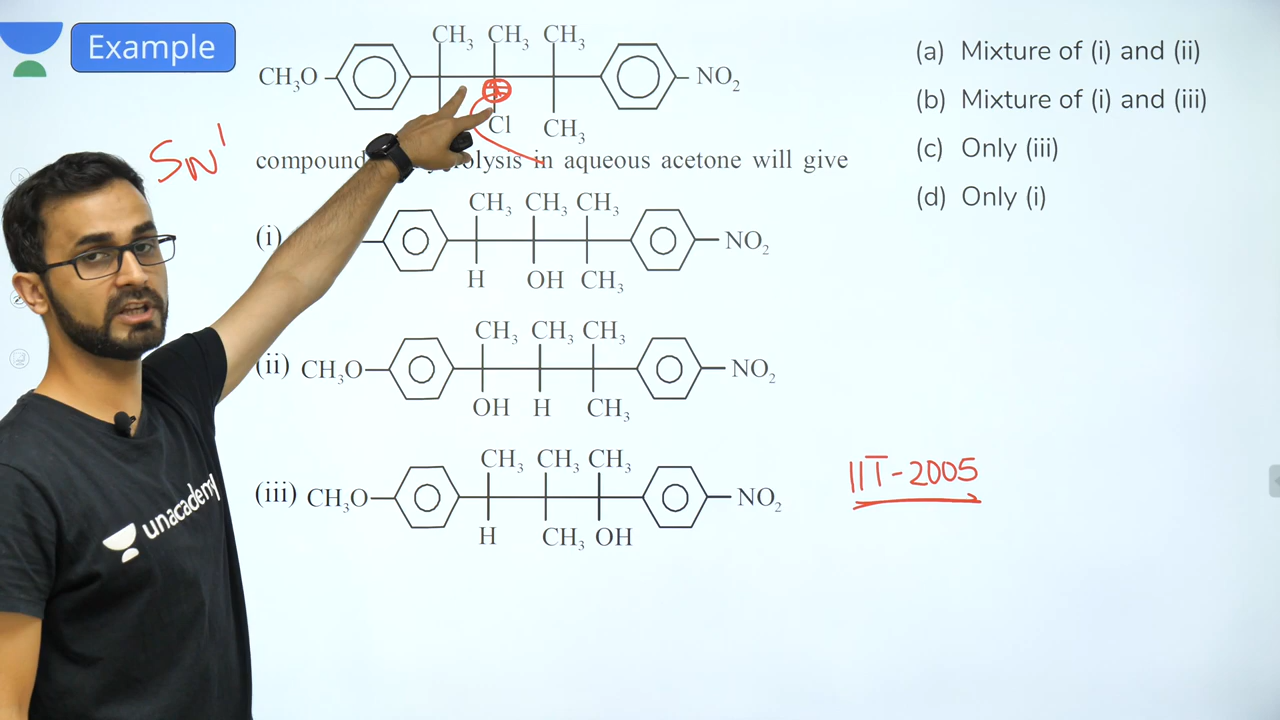 Example
CH3 CH3 CH3
CH3O NO2
Cl CH3
SN1
compound in aqueous acetone will give
CH3 CH3 CH3
(i) NO2
H OH CH3
CH3 CH3 CH3
(ii) CH3O NO2
OH H CH3
CH3 CH3 CH3
(iii) CH3O NO2
H CH3 OH
(a) Mixture of (i) and (ii)
(b) Mixture of (i) and (iii)
(c) Only (iii)
(d) Only (i)
IIT-2005
unacademy